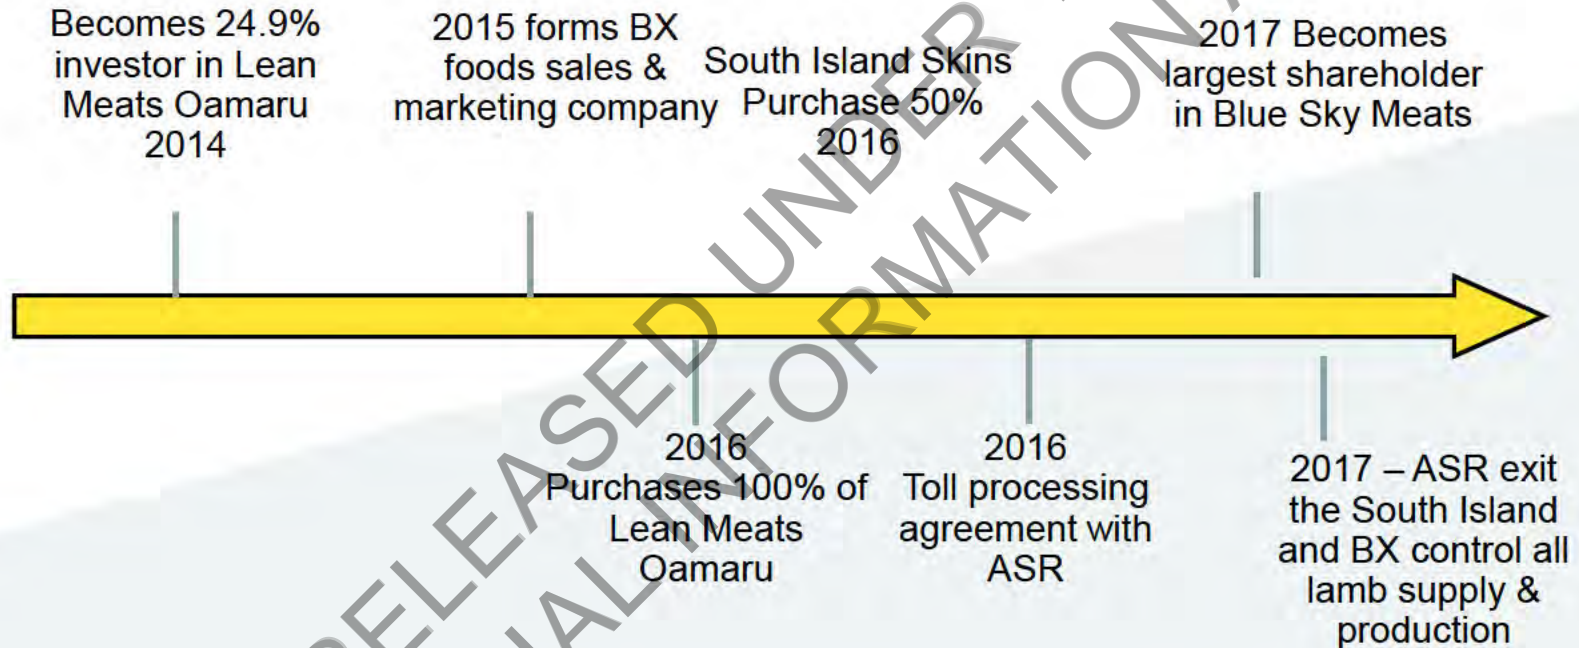 Becomes 24.9%
investor in Lean
Meats Oamaru
2014
2015 forms BX
foods sales &
marketing company
South Island Skins
Purchase 50%
2016
2017 Becomes
largest shareholder
in Blue Sky Meats
2016
Purchases 100% of
Lean Meats
Oamaru
2016
Toll processing
agreement with
ASR
2017 – ASR exit
the South Island
and BX control all
lamb supply &
production
RELEASED UNDER
INFORMATION